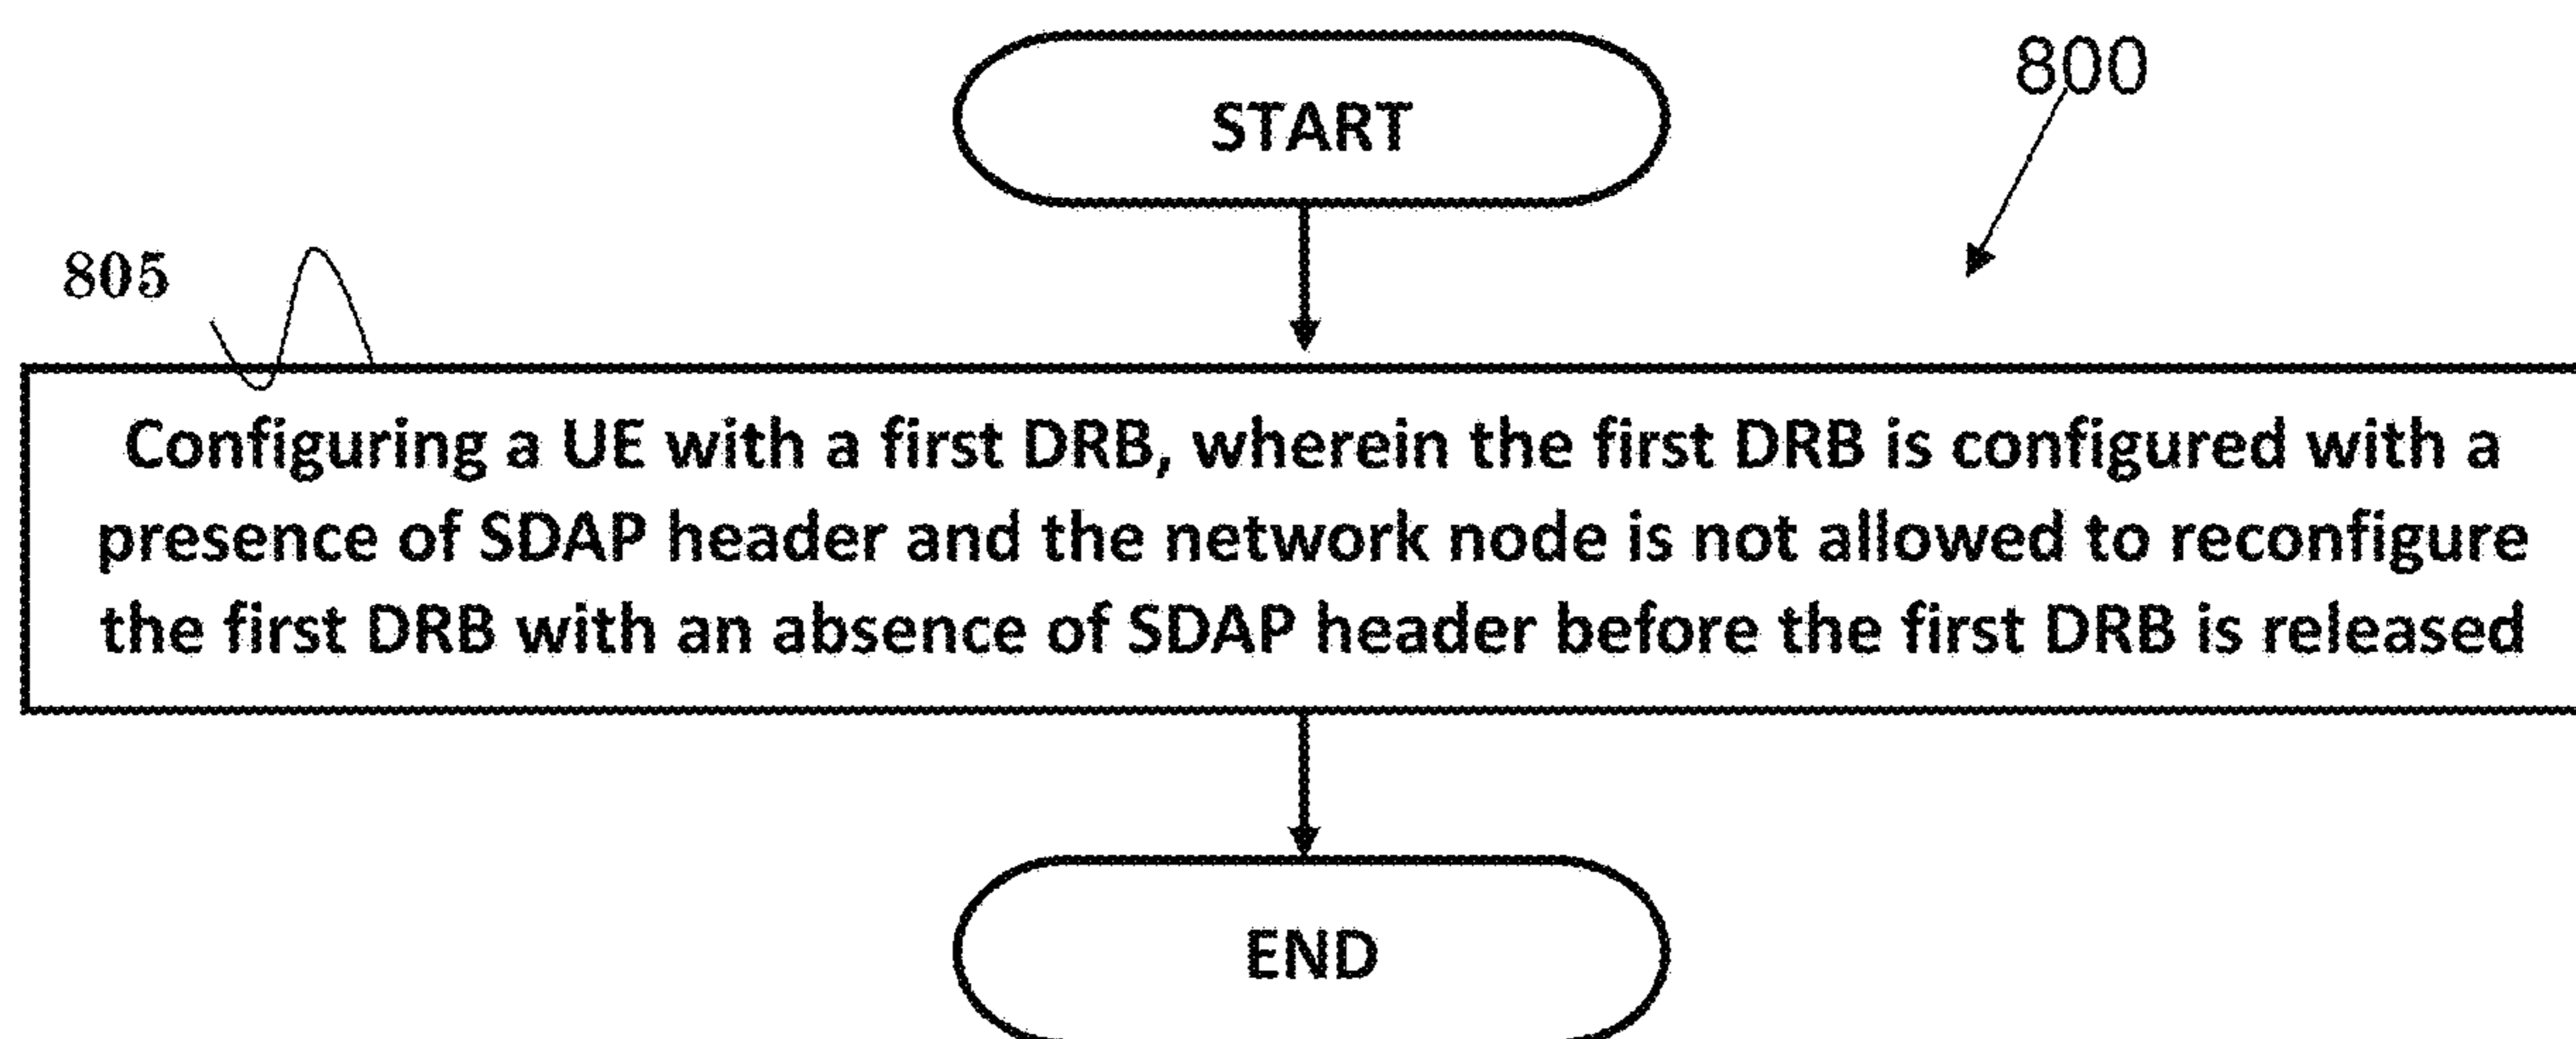 START
800
805
Configuring a UE with a first DRB, wherein the first DRB is configured with a
presence of SDAP header and the network node is not allowed to reconfigure
the first DRB with an absence of SDAP header before the first DRB is released
END